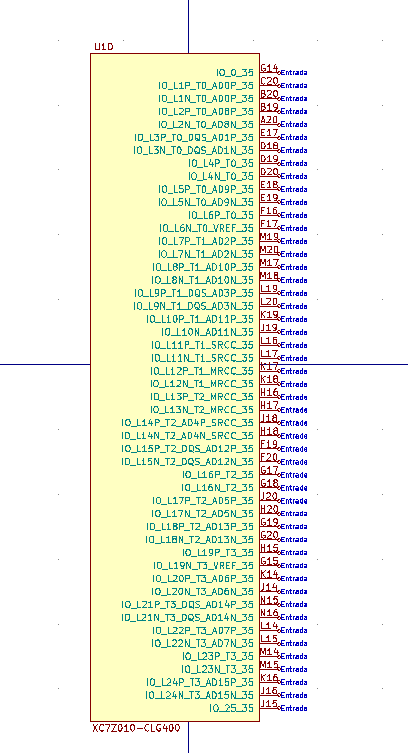 U1D
IO_0_35 G14 Entrada
IO_L1P_T0_AD0P_35 C20 Entrada
IO_L1N_T0_AD0N_35 B20 Entrada
IO_L2P_T0_AD8P_35 B19 Entrada
IO_L2N_T0_AD8N_35 A20 Entrada
IO_L3P_T0_DQS_AD1P_35 E17 Entrada
IO_L3N_T0_DQS_AD1N_35 D18 Entrada
IO_L4P_T0_35 D19 Entrada
IO_L4N_T0_35 D20 Entrada
IO_L5P_T0_AD9P_35 E18 Entrada
IO_L5N_T0_AD9N_35 E19 Entrada
IO_L6P_T0_35 F16 Entrada
IO_L6N_T0_VREF_35 F17 Entrada
IO_L7P_T1_AD2P_35 M19 Entrada
IO_L7N_T1_AD2N_35 M20 Entrada
IO_L8P_T1_AD10P_35 M17 Entrada
IO_L8N_T1_AD10N_35 M18 Entrada
IO_L9P_T1_DQS_AD3P_35 L19 Entrada
IO_L9N_T1_DQS_AD3N_35 L20 Entrada
IO_L10P_T1_AD11P_35 K19 Entrada
IO_L10N_AD11N_35 J19 Entrada
IO_L11P_T1_SRCC_35 L16 Entrada
IO_L11N_T1_SRCC_35 L17 Entrada
IO_L12P_T1_MRCC_35 K17 Entrada
IO_L12N_T1_MRCC_35 K18 Entrada
IO_L13P_T2_MRCC_35 H16 Entrada
IO_L13N_T2_MRCC_35 H17 Entrada
IO_L14P_T2_AD4P_SRCC_35 J18 Entrada
IO_L14N_T2_AD4N_SRCC_35 H18 Entrada
IO_L15P_T2_DQS_AD12P_35 F19 Entrada
IO_L15N_T2_DQS_AD12N_35 F20 Entrada
IO_L16P_T2_35 G17 Entrada
IO_L16N_T2_35 G18 Entrada
IO_L17P_T2_AD5P_35 J20 Entrada
IO_L17N_T2_AD5N_35 H20 Entrada
IO_L18P_T2_AD13P_35 G19 Entrada
IO_L18N_T2_AD13N_35 G20 Entrada
IO_L19P_T3_35 H15 Entrada
IO_L19N_T3_VREF_35 G15 Entrada
IO_L20P_T3_AD6P_35 K14 Entrada
IO_L20N_T3_AD6N_35 J14 Entrada
IO_L21P_T3_DQS_AD14P_35 N15 Entrada
IO_L21N_T3_DQS_AD14N_35 N16 Entrada
IO_L22P_T3_AD7P_35 L14 Entrada
IO_L22N_T3_AD7N_35 L15 Entrada
IO_L23P_T3_35 M14 Entrada
IO_L23N_T3_35 M15 Entrada
IO_L24P_T3_AD15P_35 K16 Entrada
IO_L24N_T3_AD15N_35 J16 Entrada
IO_25_35 J15 Entrada
XC7Z010-CLG400